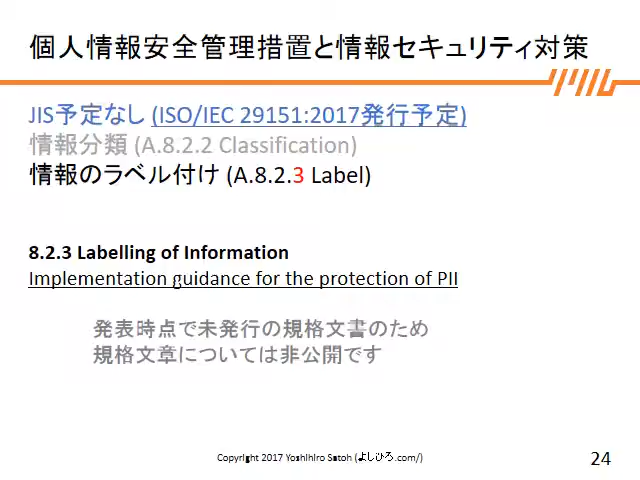 個人情報安全管理措置と情報セキュリティ対策
JIS予定なし (ISO/IEC 29151:2017発行予定)
情報分類 (A.8.2.2 Classification)
情報のラベル付け (A.8.2.3 Label)
8.2.3 Labelling of Information
Implementation guidance for the protection of PII
発表時点で未発行の規格文書のため
規格文章については非公開です
Copyright 2017 Yoshihiro Satoh (よしひろ.com/)
24